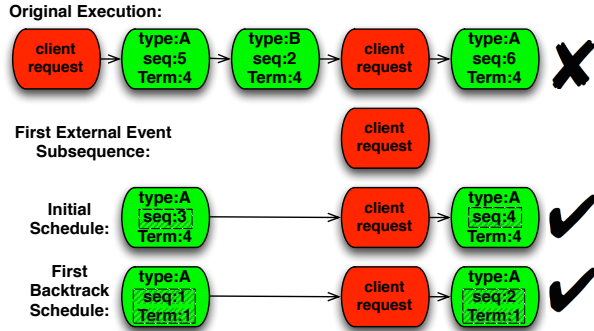 Original Execution:
client
request
type:A
seq:5
Term:4
type:B
seq:2
Term:4
client
request
type:A
seq:6
Term:4
First External Event
Subsequence:
client
request
Initial
Schedule:
type:A
seq:3
Term:4
client
request
type:A
seq:4
Term:4
First
Backtrack
Schedule:
type:A
seq:1
Term:1
client
request
type:A
seq:2
Term:1